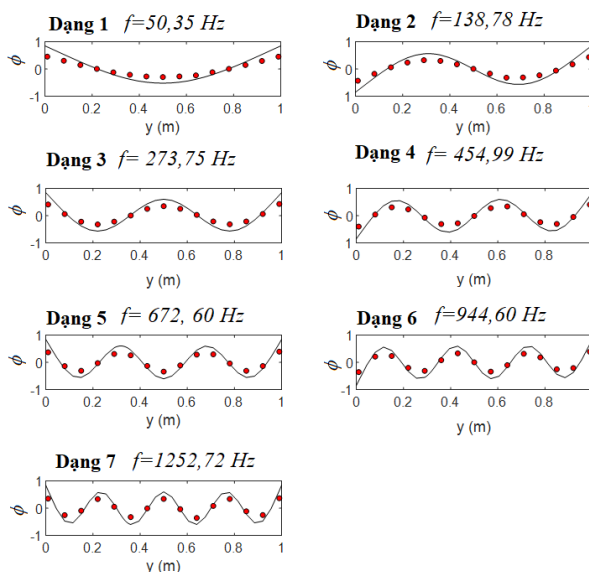 Dạng 1 f=50,35 Hz
ϕ
1
0
-1
0 0.2 0.4 0.6 0.8 1
y (m)
Dạng 2 f=138,78 Hz
ϕ
1
0
-1
0 0.2 0.4 0.6 0.8
y (m)
Dạng 3 f= 273,75 Hz
ϕ
1
0
1
0 0.2 0.4 0.6 0.8 1
y (m)
Dạng 4 f= 454,99 Hz
ϕ
1
0
1
0 0.2 0.4 0.6 0.8
y (m)
Dạng 5 f= 672, 60 Hz
ϕ
1
0
-1
0 0.2 0.4 0.6 0.8 1
y (m)
Dạng 6 f=944,60 Hz
ϕ
1
0
-1
0 0.2 0.4 0.6 0.8
y (m)
Dạng 7 f=1252,72 Hz
ϕ
1
0
1
0 0.2 0.4 0.6 0.8 1
y (m)